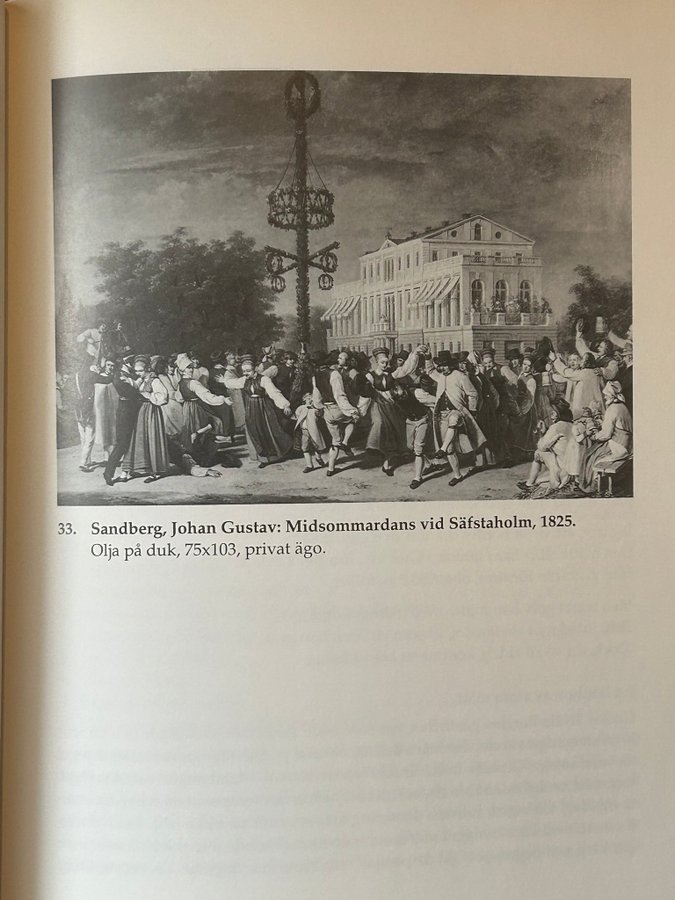 33. Sandberg, Johan Gustav: Midsommardans vid Säfstaholm, 1825.
Olja på duk, 75x103, privat ägo.